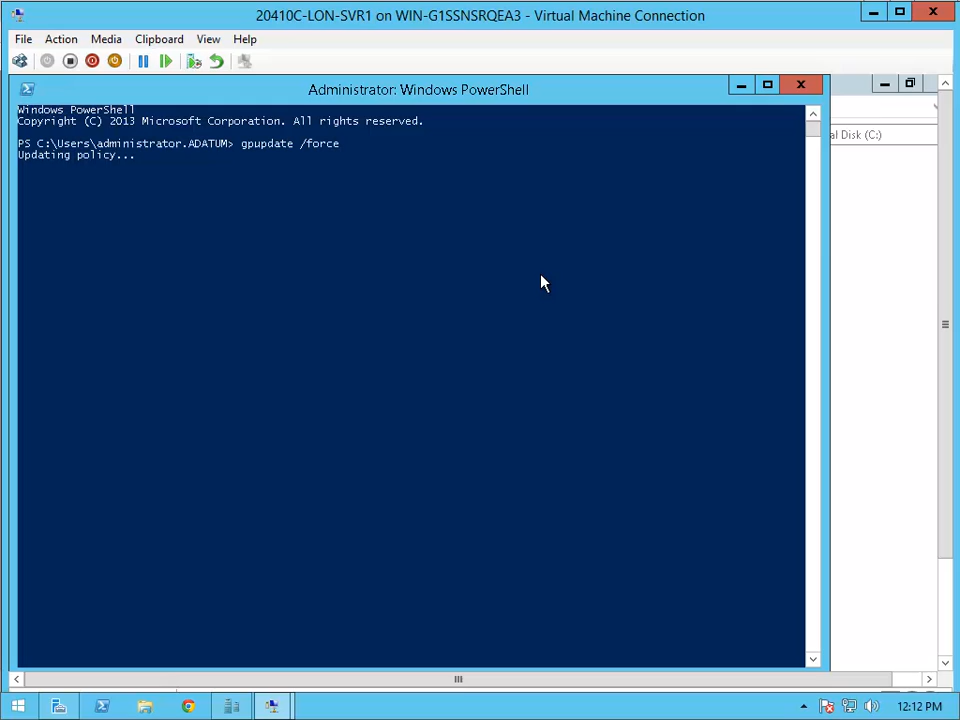 20410C-LON-SVR1 on WIN-G1SSNSRQEA3 - Virtual Machine Connection
File Action Media Clipboard View Help
Administrator: Windows PowerShell
Windows PowerShell
Copyright (C) 2013 Microsoft Corporation. All rights reserved.
al Disk (C:)
PS C:\Users\administrator.ADATUM> gpupdate /force
Updating policy...
12:12 PM